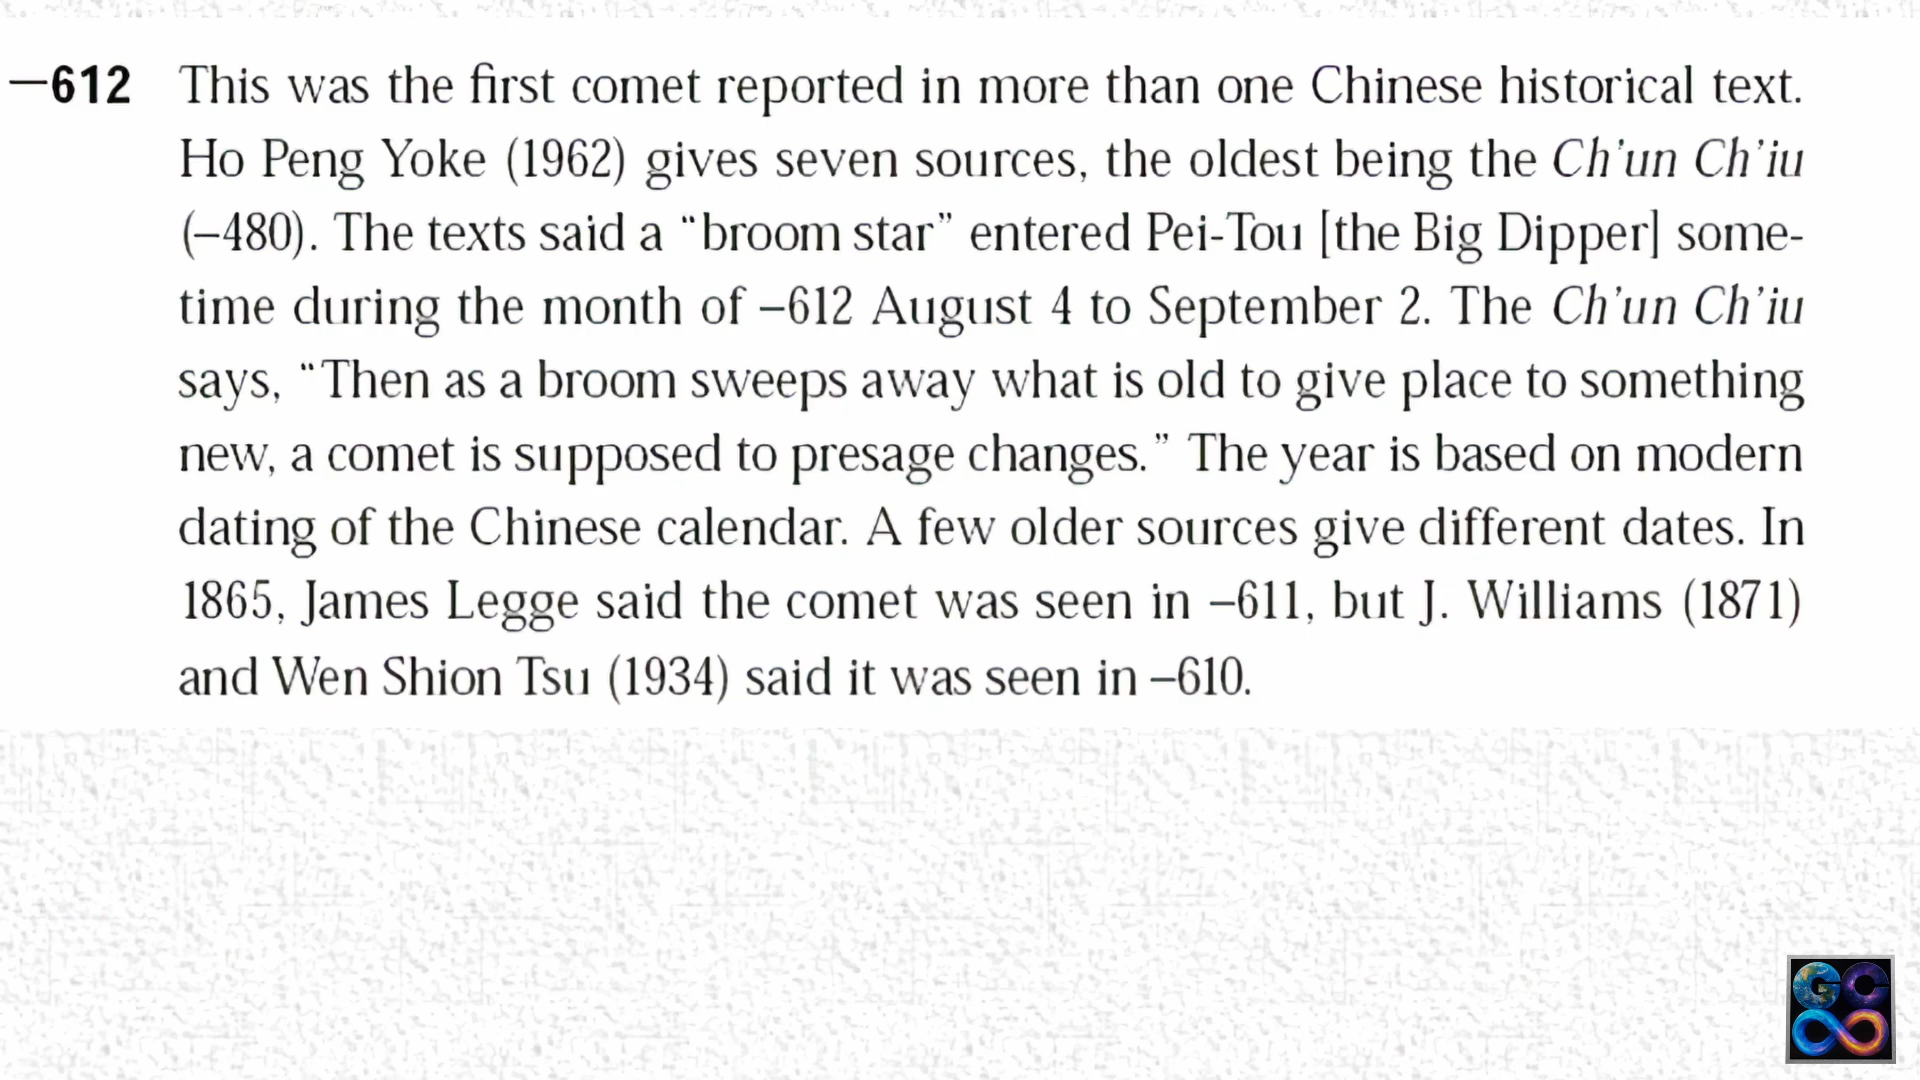 —612 This was the first comet reported in more than one Chinese historical text.
Ho Peng Yoke (1962) gives seven sources, the oldest being the Ch’un Ch’iu
(–480). The texts said a “broom star” entered Pei-Tou [the Big Dipper] some-
time during the month of –612 August 4 to September 2. The Ch’un Ch’iu
says, “Then as a broom sweeps away what is old to give place to something
new, a comet is supposed to presage changes.” The year is based on modern
dating of the Chinese calendar. A few older sources give different dates. In
1865, James Legge said the comet was seen in –611, but J. Williams (1871)
and Wen Shion Tsu (1934) said it was seen in –610.
GC